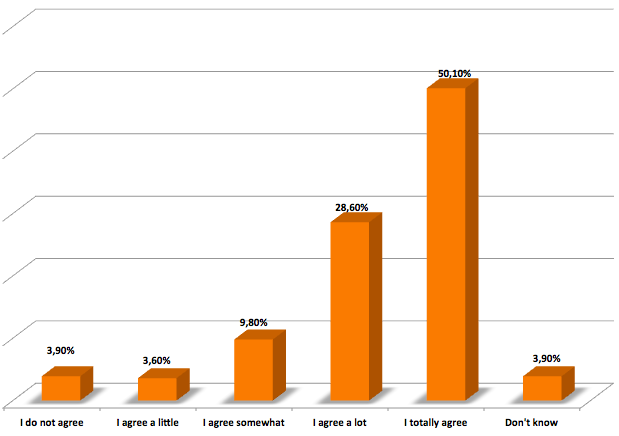 50,10%
28,60%
9,80%
3,90%
3,60%
3,90%
I do not agree
I agree a little
I agree somewhat
I agree a lot
I totally agree
Don't know